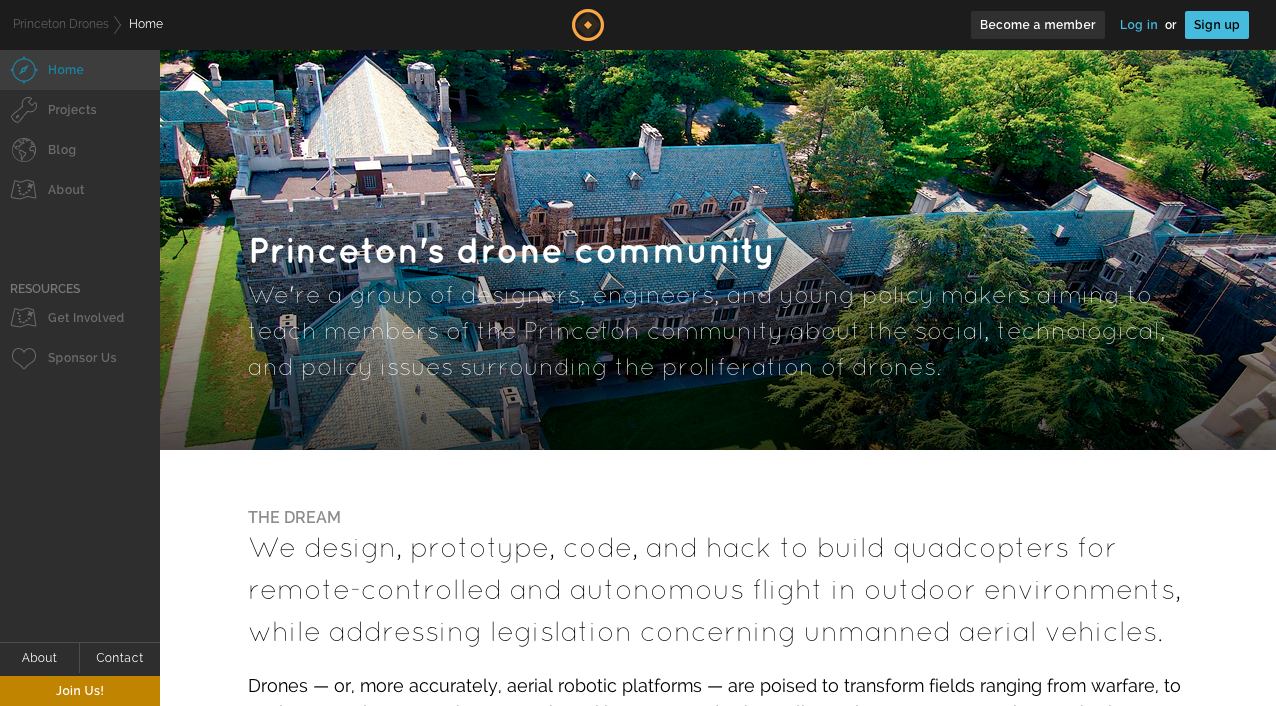 Princeton Drones
Home
Become a member
Log in or Sign up
Home
Projects
Blog
About
RESOURCES
Get Involved
Sponsor Us
About
Contact
Join Us!
Princeton's drone community
We're a group of designers, engineers, and young policy makers aiming to
teach members of the Princeton community about the social, technological,
and policy issues surrounding the proliferation of drones.
THE DREAM
We design, prototype, code, and hack to build quadcopters for
remote-controlled and autonomous flight in outdoor environments,
while addressing legislation concerning unmanned aerial vehicles.
Drones — or, more accurately, aerial robotic platforms — are poised to transform fields ranging from warfare, to